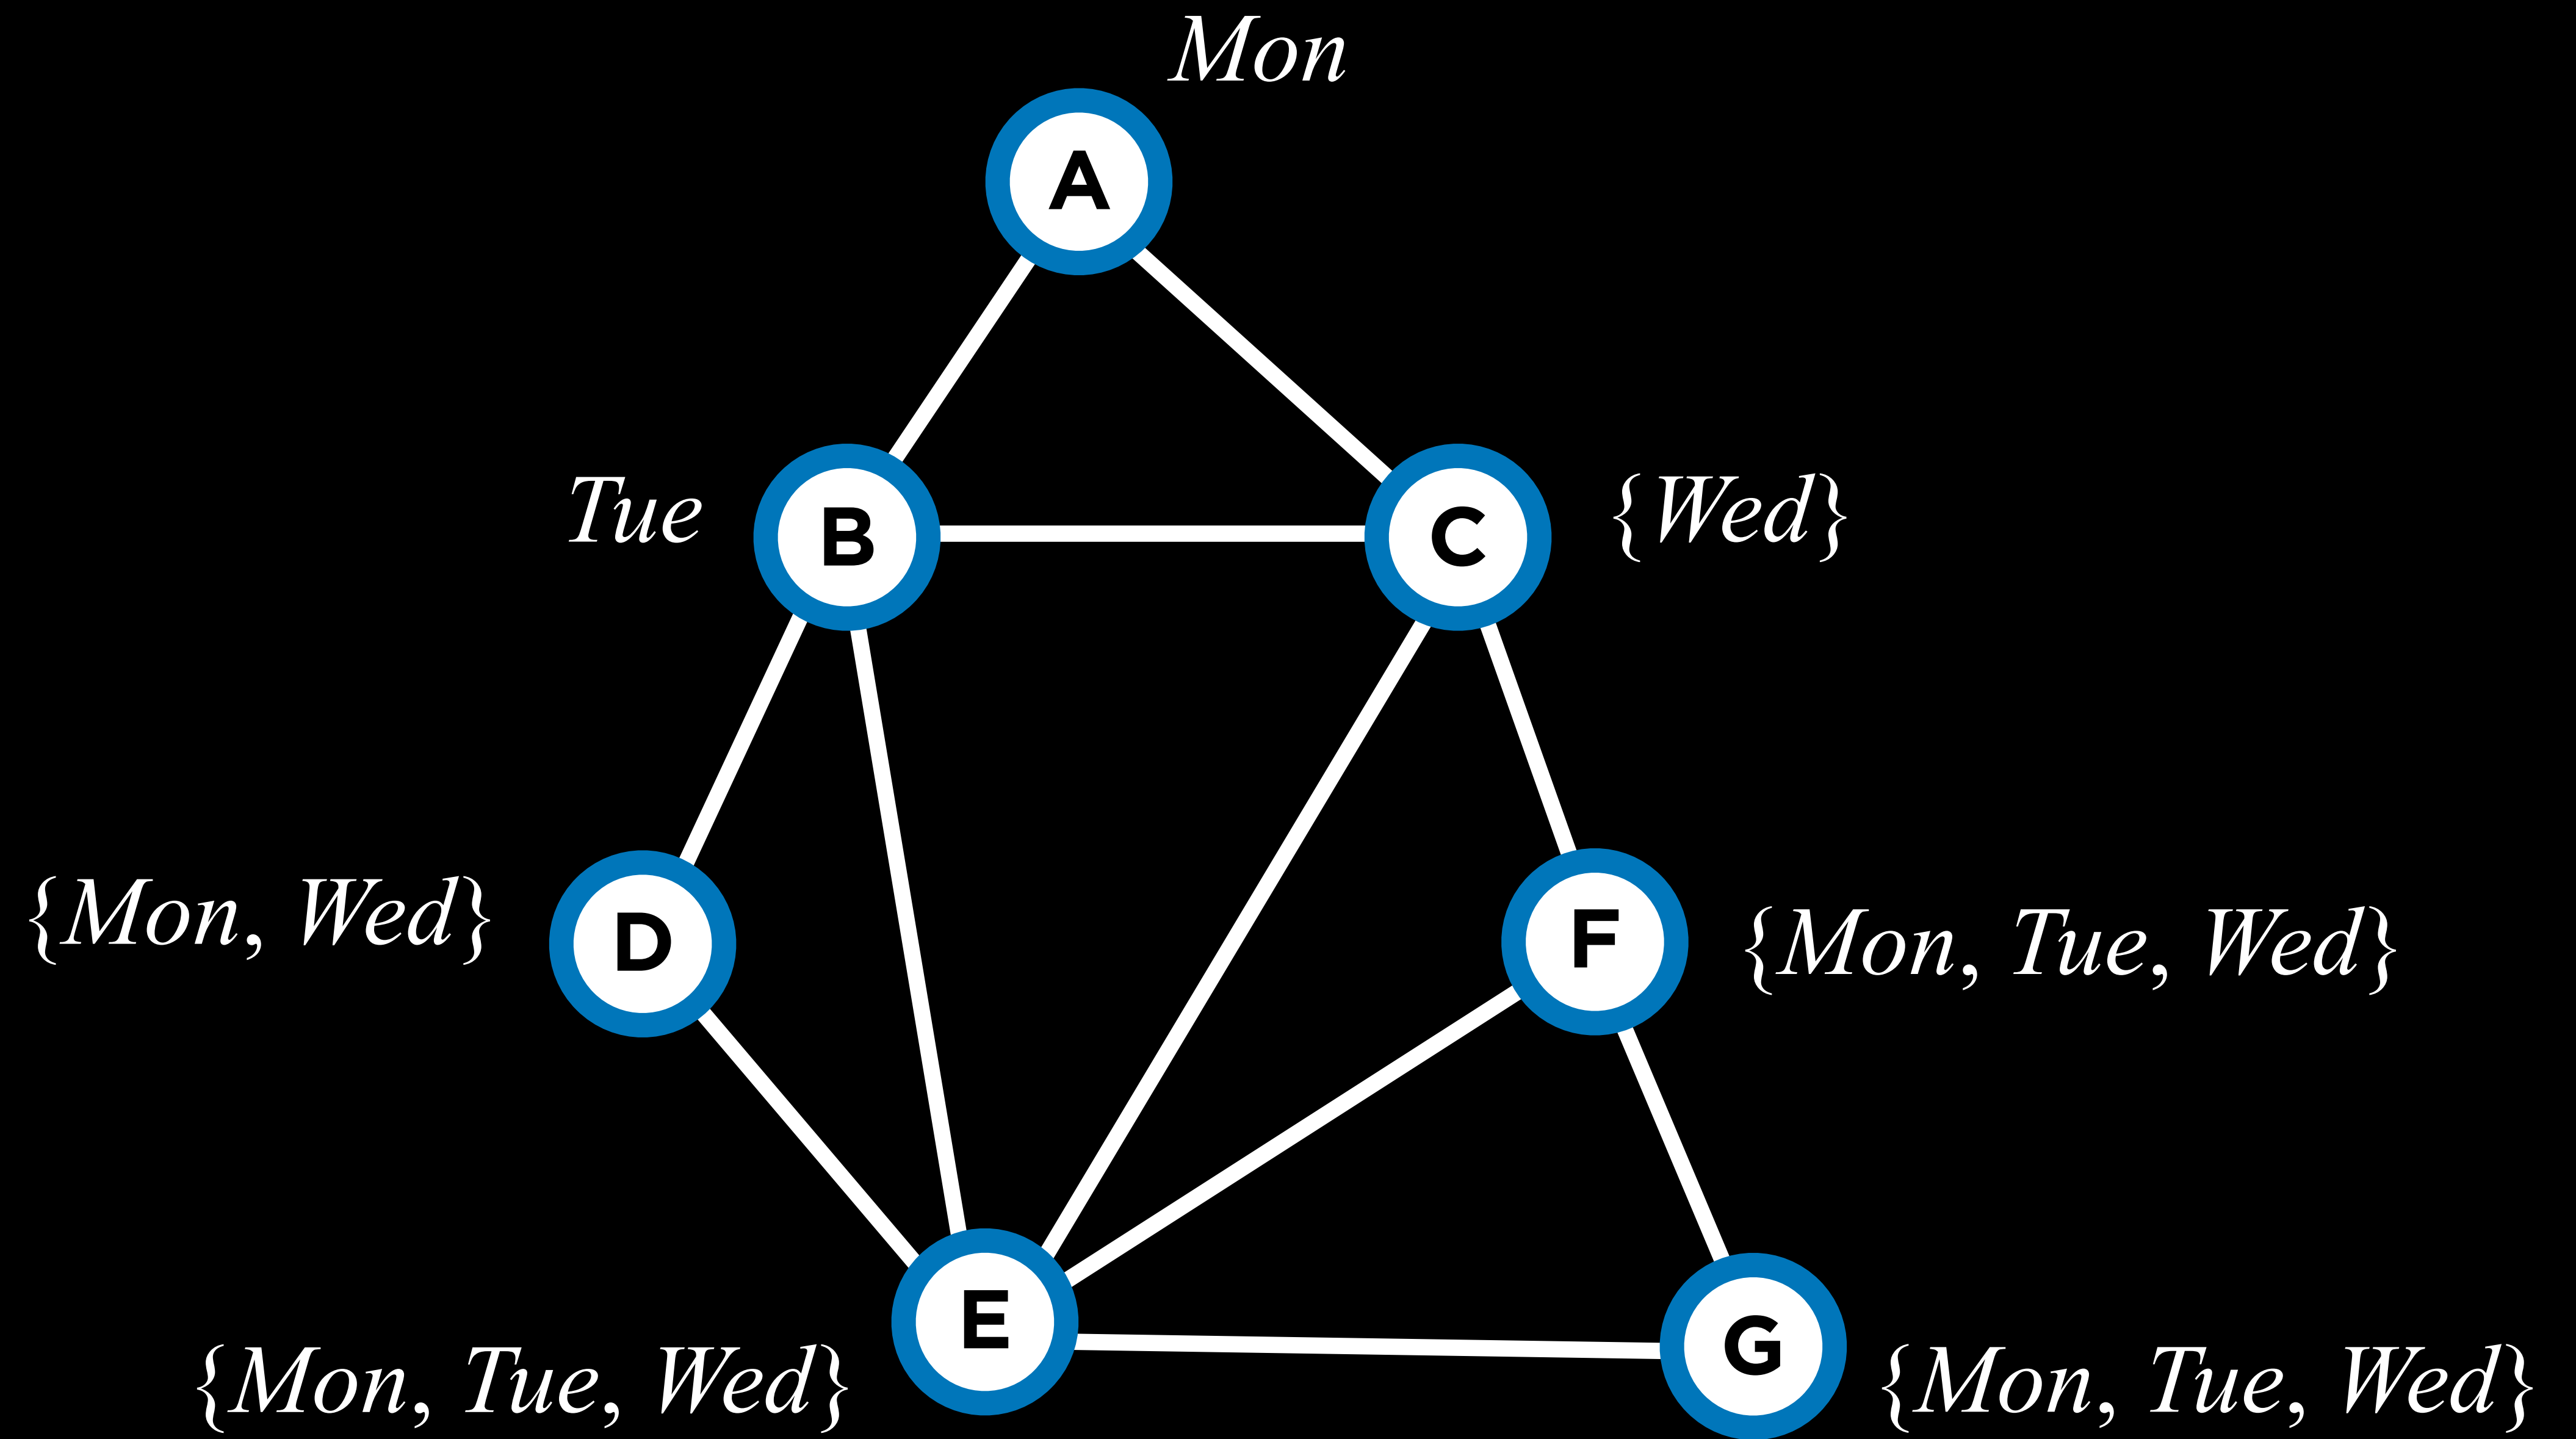 Mon
A
Tue
B
C
{Wed}
{Mon, Wed}
D
F
{Mon, Tue, Wed}
E
{Mon, Tue, Wed}
G
{Mon, Tue, Wed}